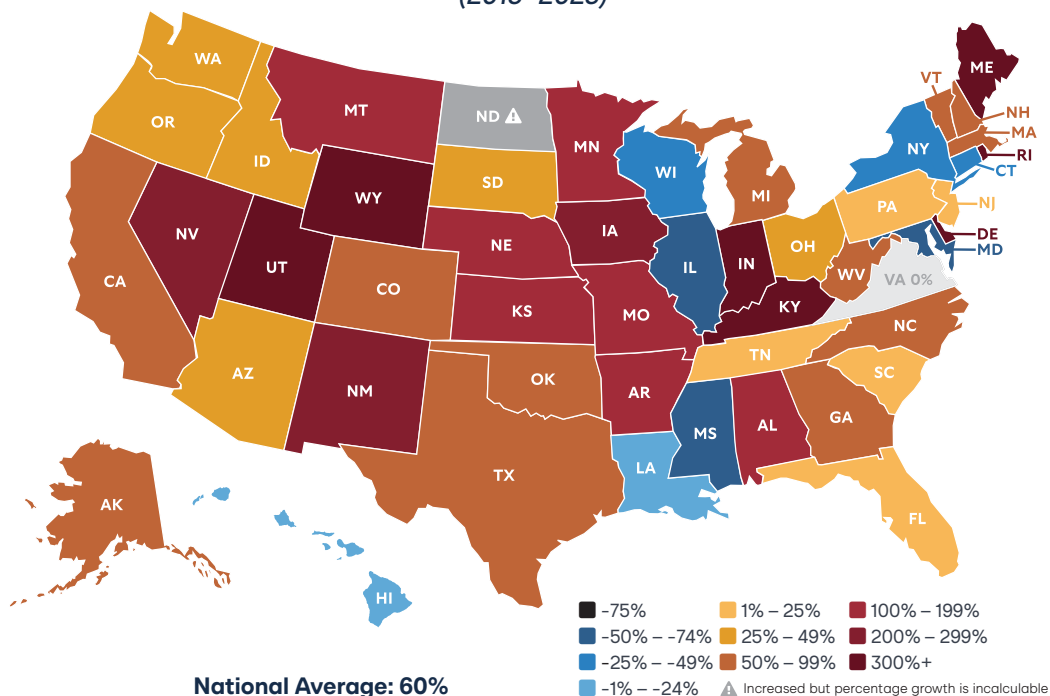 (2013–2023)
WA
ME
VT
MT
ND
NH
OR
MN
MA
NY
RI
ID
WI
CT
SD
MI
WY
PA
NJ
NE
IA
NV
OH
DE
MD
UT
IL
IN
WV
VA 0%
CA
CO
KS
MO
KY
NC
TN
AZ
OK
SC
NM
AR
MS
AL
GA
LA
TX
AK
FL
HI
-75%
1% – 25%
100% – 199%
-50% – -74%
25% – 49%
200% – 299%
-25% – -49%
50% – 99%
300%+
-1% – -24%
Increased but percentage growth is incalculable
National Average: 60%